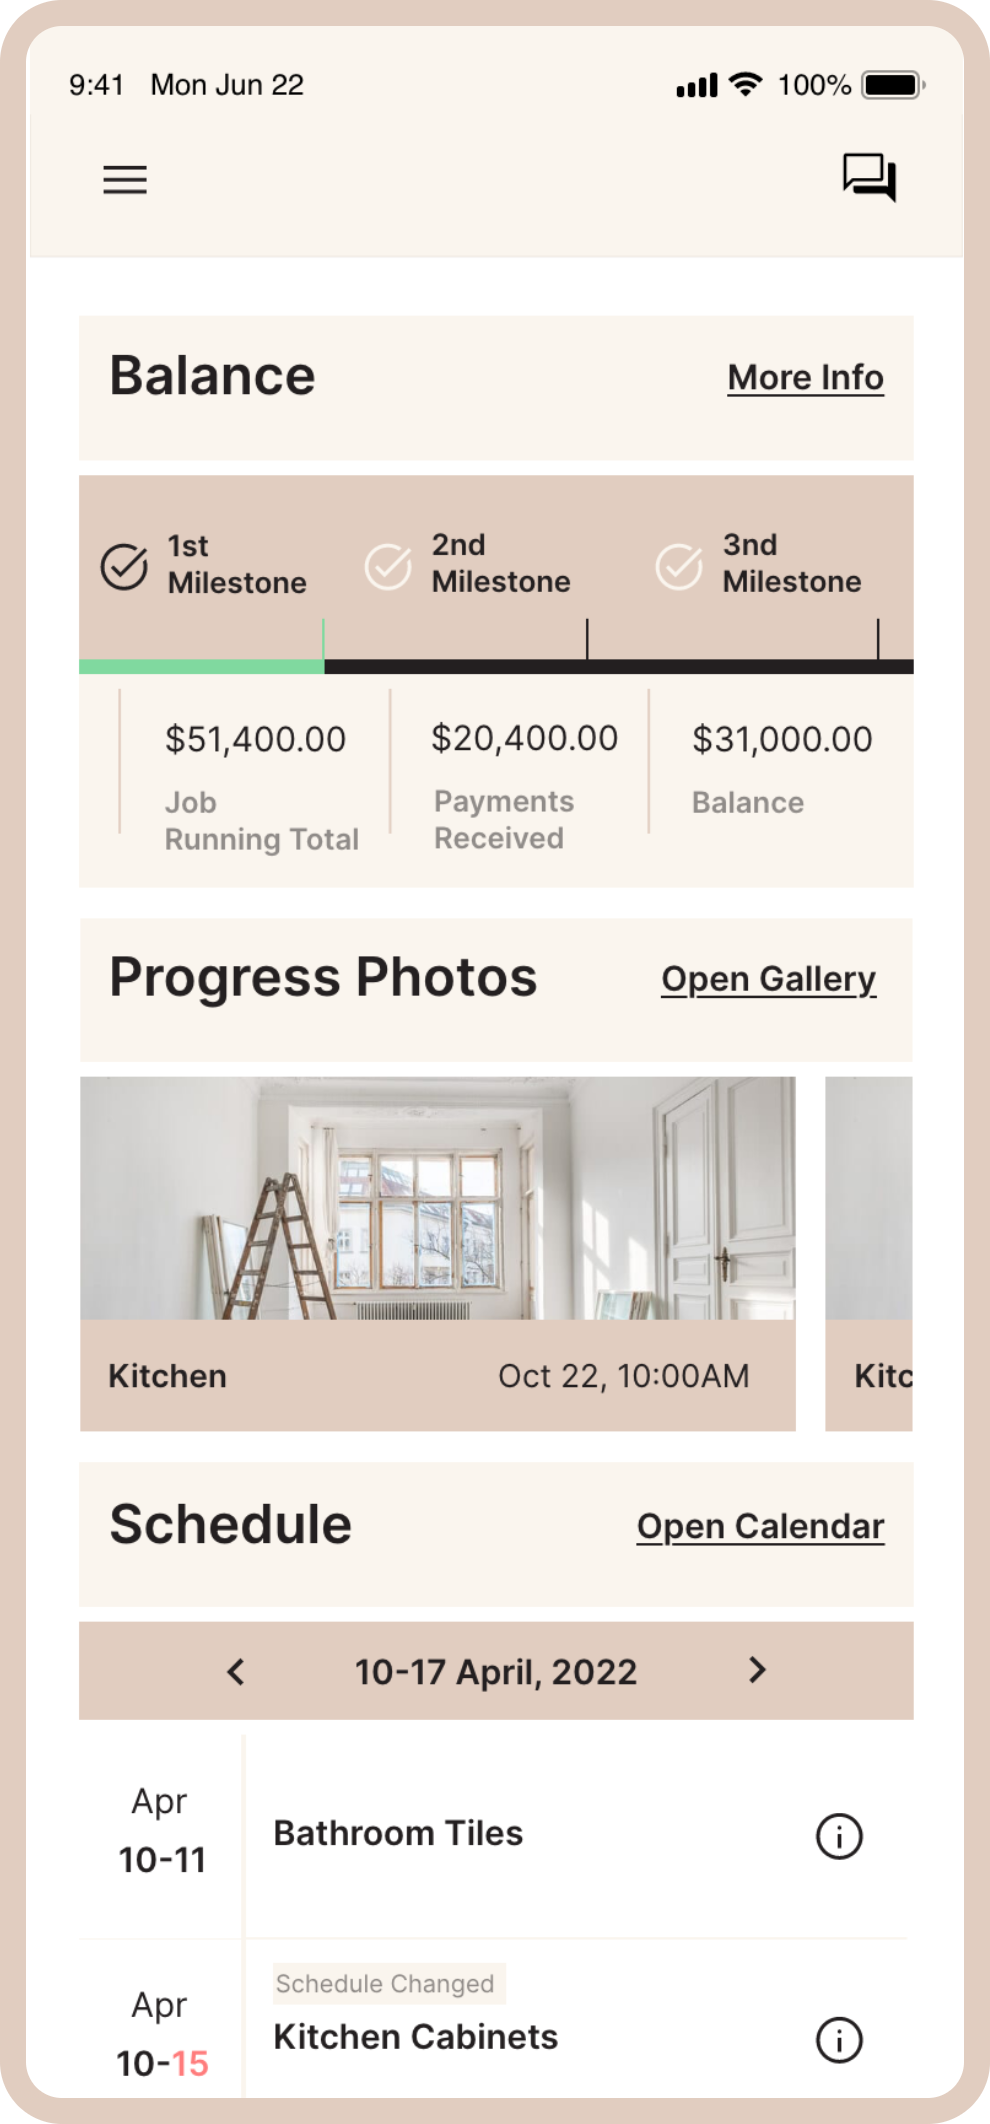 9:41 Mon Jun 22 100%
Balance More Info
1st
Milestone
2nd
Milestone
3nd
Milestone
$51,400.00
Job
Running Total
$20,400.00
Payments
Received
$31,000.00
Balance
Progress Photos Open Gallery
Kitchen Oct 22, 10:00AM
Kitc
Schedule Open Calendar
10-17 April, 2022
Apr
10-11
Bathroom Tiles
Apr
10-15
Schedule Changed
Kitchen Cabinets